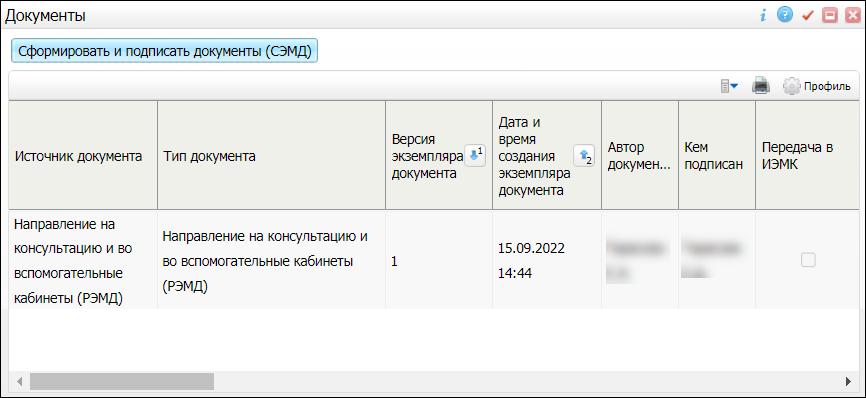 Документы
Сформировать и подписать документы (СЭМД)
Профиль
Источник документа
Тип документа
Версия
экземпляра
документа
1
Дата и
время
создания
экземпляра
документа
2
Автор
докумен...
Кем
подписан
Передача в
ИЭМК
Направление на
консультацию и во
вспомогательные
кабинеты (РЭМД)
Направление на консультацию и
во вспомогательные кабинеты
(РЭМД)
1
15.09.2022
14:44